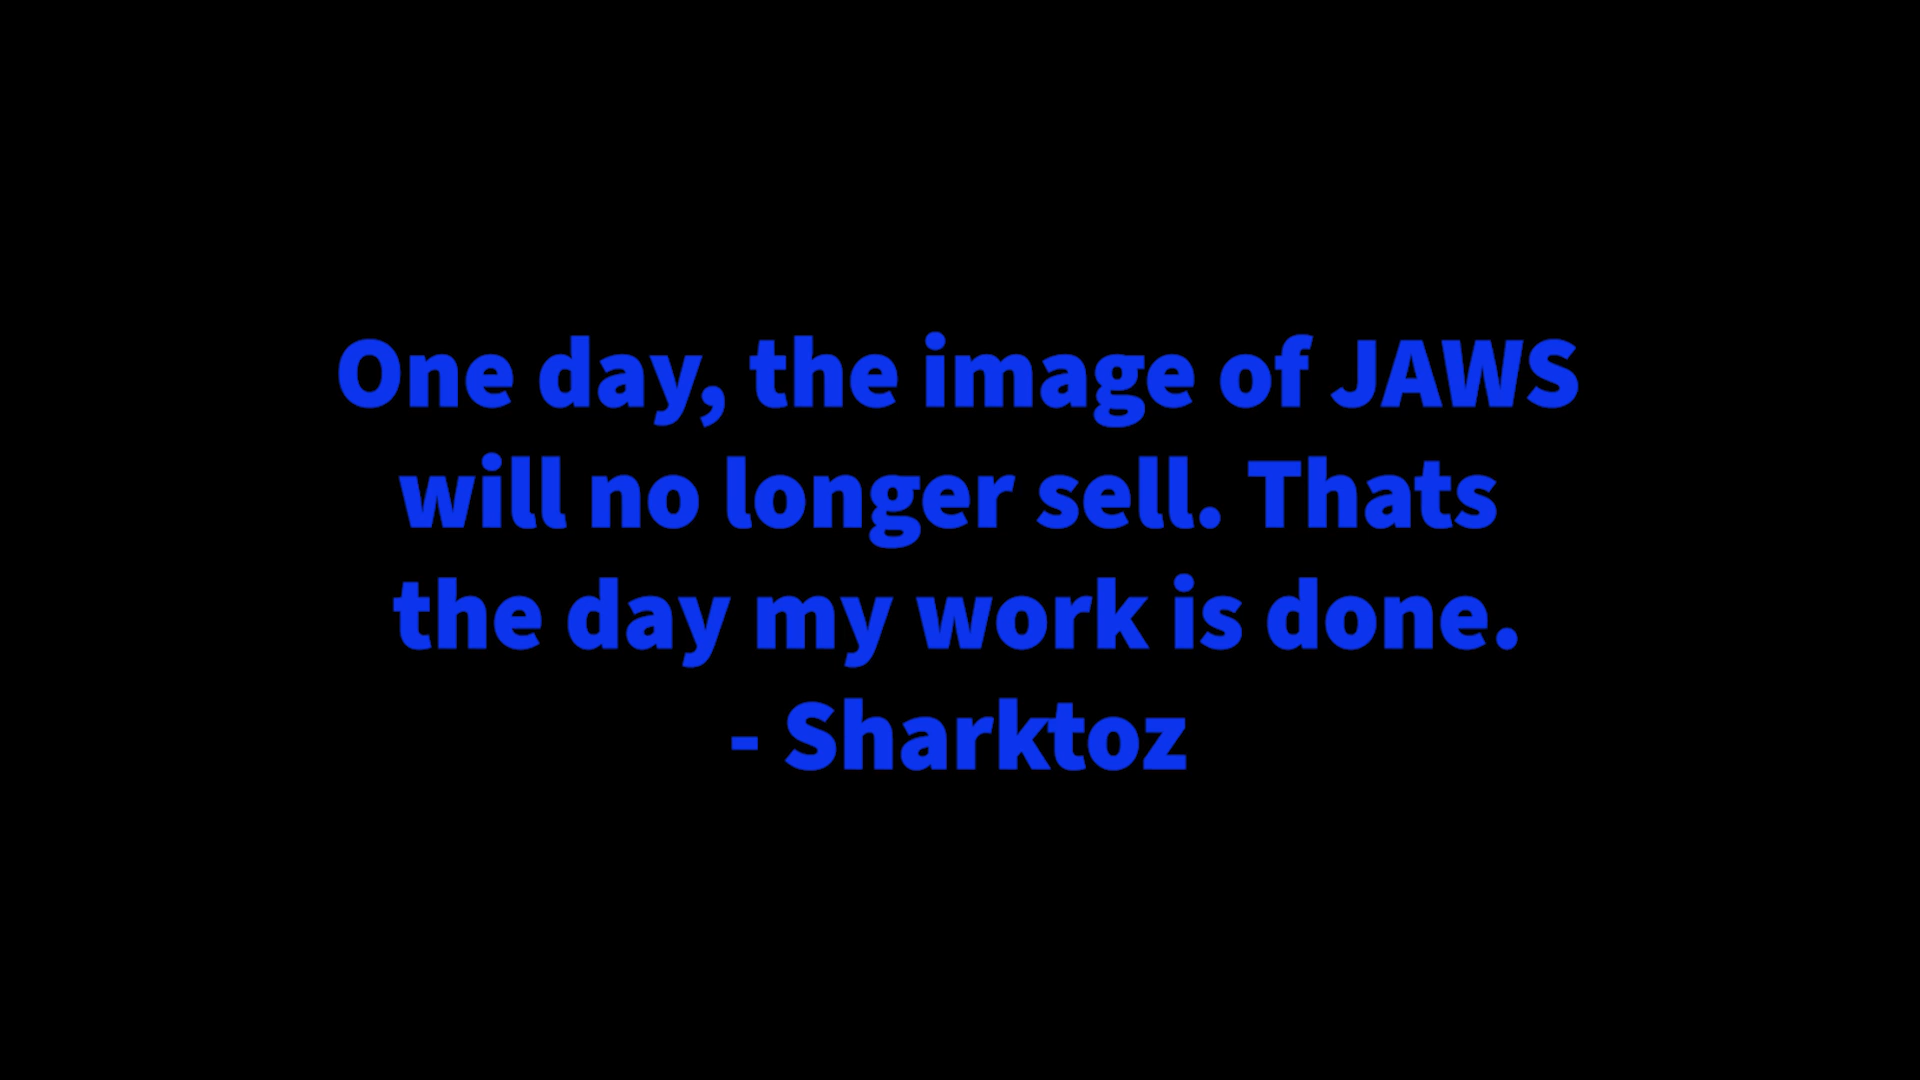 One day, the image of JAWS
will no longer sell. Thats
the day my work is done.
- Sharktoz